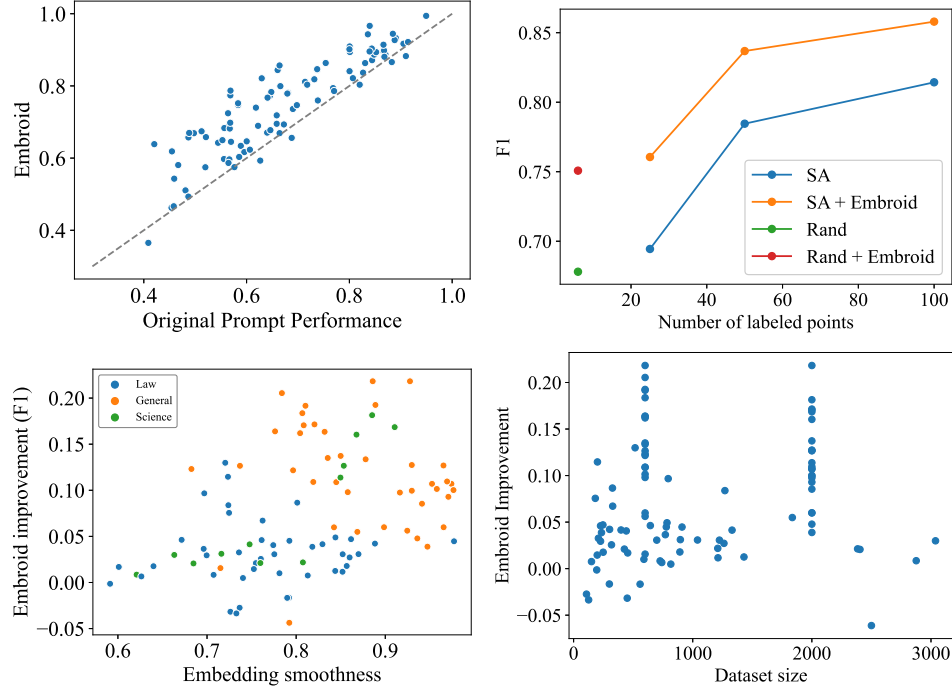 1.0
0.8
0.6
0.4
Embroid
0.4 0.6 0.8 1.0
Original Prompt Performance
0.85
0.80
0.75
0.70
F1
SA
SA + Embroid
Rand
Rand + Embroid
20 40 60 80 100
Number of labeled points
0.20
0.15
0.10
0.05
0.00
−0.05
Embroid improvement (F1)
Law
General
Science
0.6 0.7 0.8 0.9
Embedding smoothness
0.20
0.15
0.10
0.05
0.00
−0.05
Embroid Improvement
0 1000 2000 3000
Dataset size